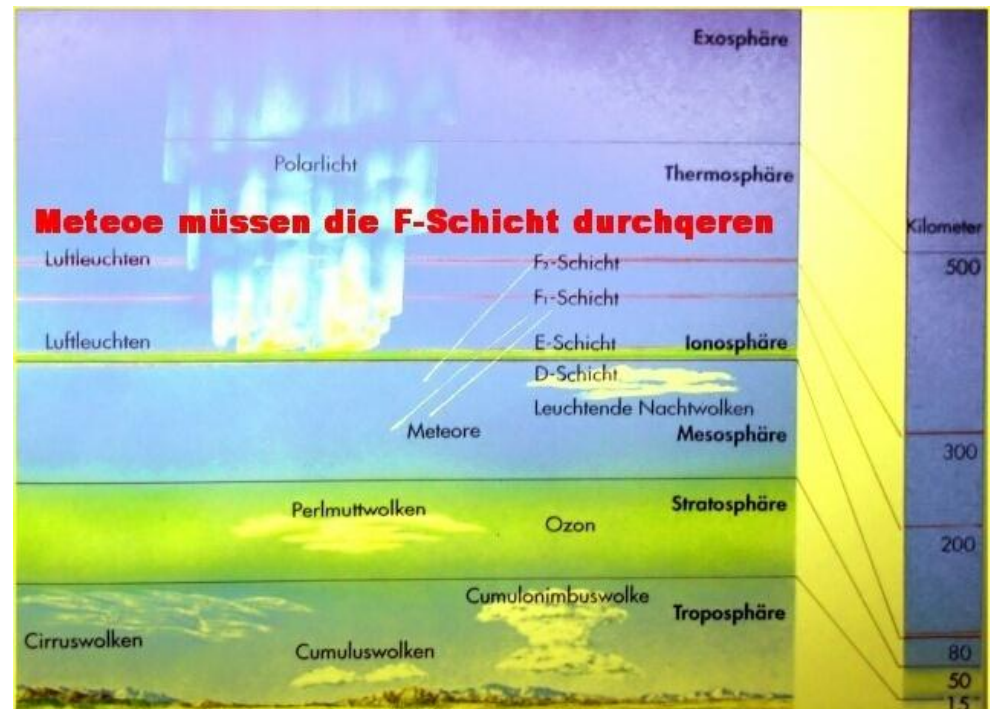 Exosphäre
Polarlicht
Thermosphäre
Meteoe müssen die F-Schicht durchqeren
Kilometer
Luftleuchten
F₂-Schicht
500
F₁-Schicht
Luftleuchten
E-Schicht
Ionosphäre
D-Schicht
Leuchtende Nachtwolken
Meteore
Mesosphäre
300
Perlmuttwolken
Stratosphäre
Ozon
200
Cumulonimbuswolke
Troposphäre
Cirruswolken
Cumuluswolken
80
50
15